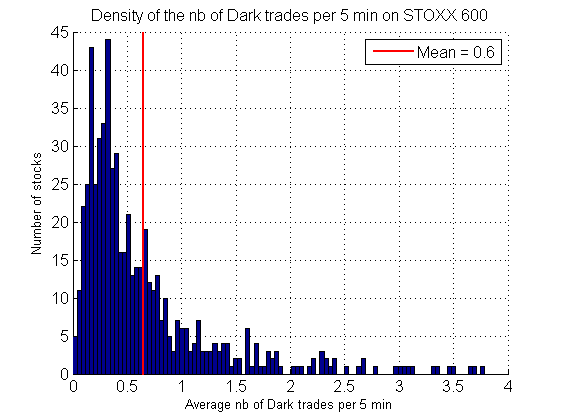 Density of the nb of Dark trades per 5 min on STOXX 600
Mean = 0.6
45
40
35
30
25
20
15
10
5
0
Number of stocks
0 0.5 1 1.5 2 2.5 3 3.5 4
Average nb of Dark trades per 5 min